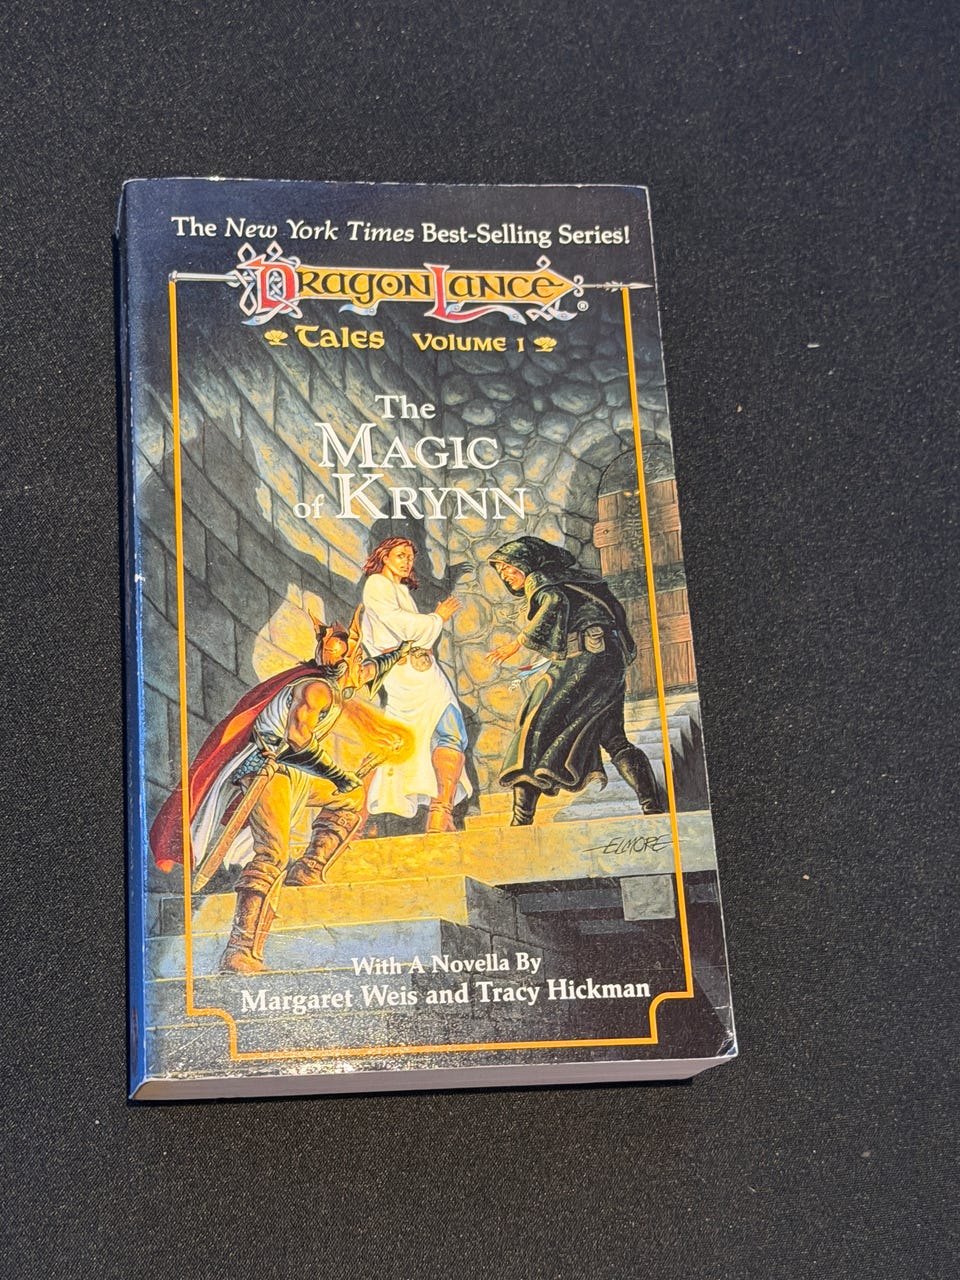 The New York Times Best-Selling Series!
DRAGONLANCE®
Tales Volume 1
The
MAGIC
of KRYNN
ELMORE
With A Novella By
Margaret Weis and Tracy Hickman